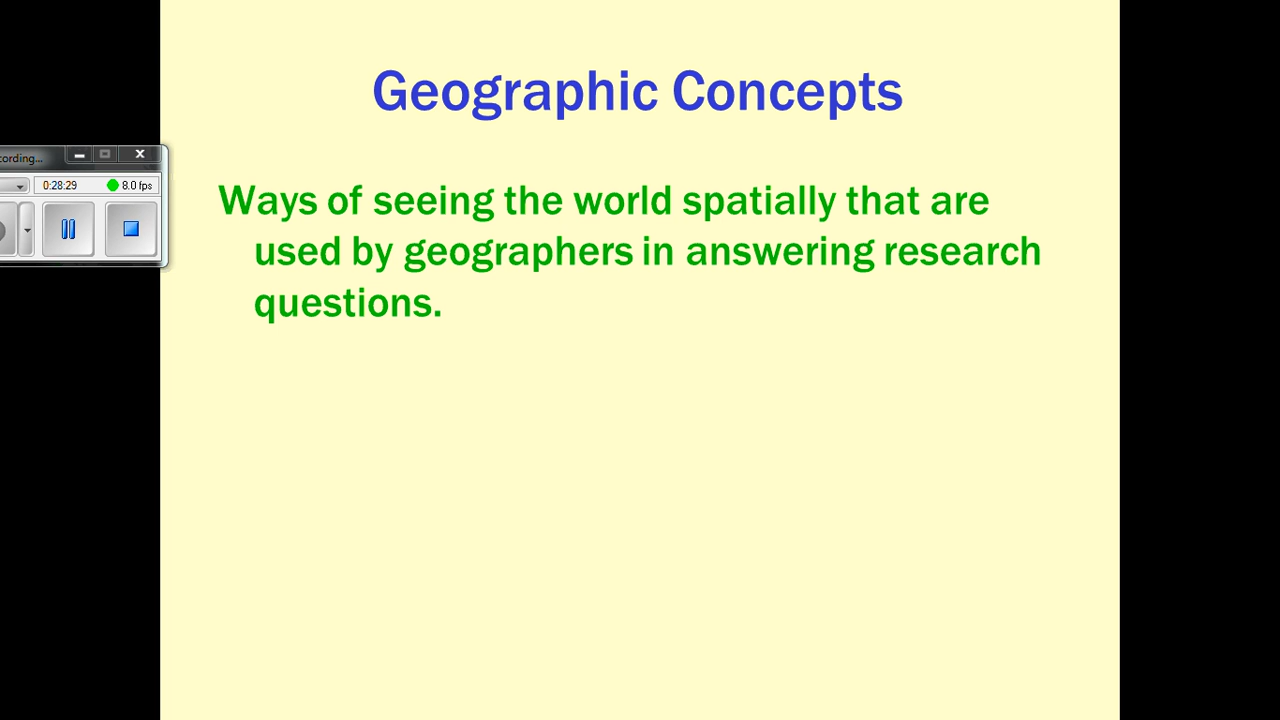 Geographic Concepts
cording...
0:28:29 8.0 fps
Ways of seeing the world spatially that are
used by geographers in answering research
questions.